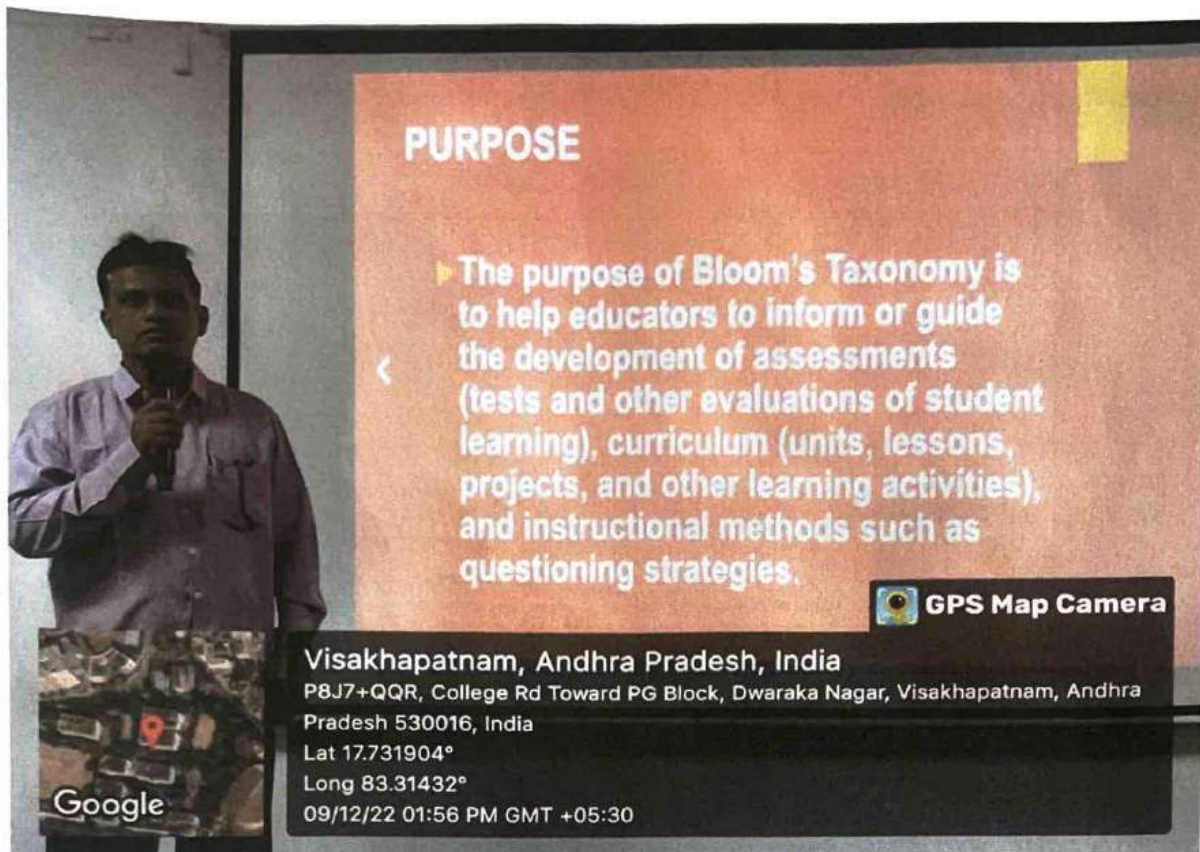 PURPOSE
The purpose of Bloom's Taxonomy is
to help educators to inform or guide
the development of assessments
(tests and other evaluations of student
learning), curriculum (units, lessons,
projects, and other learning activities),
and instructional methods such as
questioning strategies.
GPS Map Camera
Visakhapatnam, Andhra Pradesh, India
P8J7+QQR, College Rd Toward PG Block, Dwaraka Nagar, Visakhapatnam, Andhra
Pradesh 530016, India
Lat 17.731904°
Long 83.31432°
09/12/22 01:56 PM GMT +05:30
Google